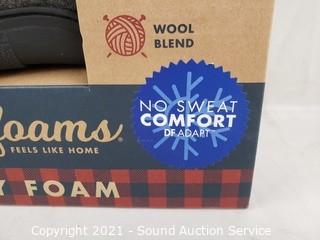 WOOL
BLEND
NO SWEAT
COMFORT
DF ADAPT
foams®
FEELS LIKE HOME
Y FOAM
Copyright 2021 - Sound Auction Service